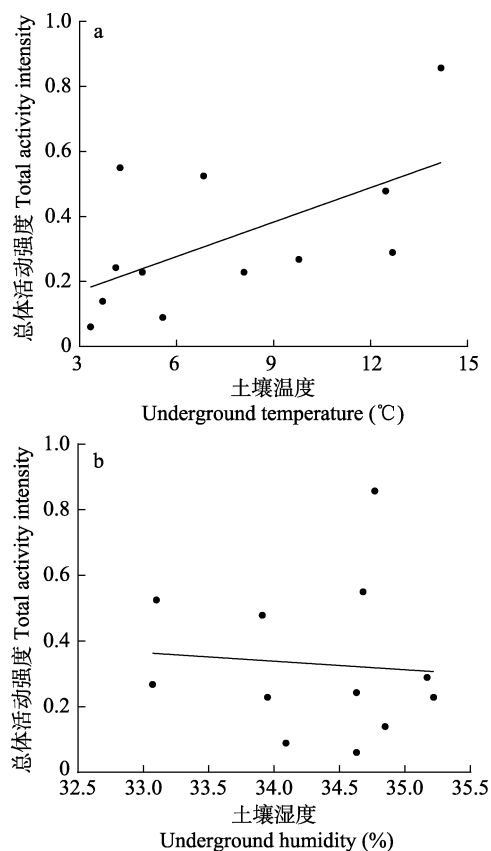 a
总体活动强度 Total activity intensity
1.0
0.8
0.6
0.4
0.2
0
3 6 9 12 15
土壤温度
Underground temperature (℃)
b
总体活动强度 Total activity intensity
1.0
0.8
0.6
0.4
0.2
0
32.5 33.0 33.5 34.0 34.5 35.0 35.5
土壤湿度
Underground humidity (%)